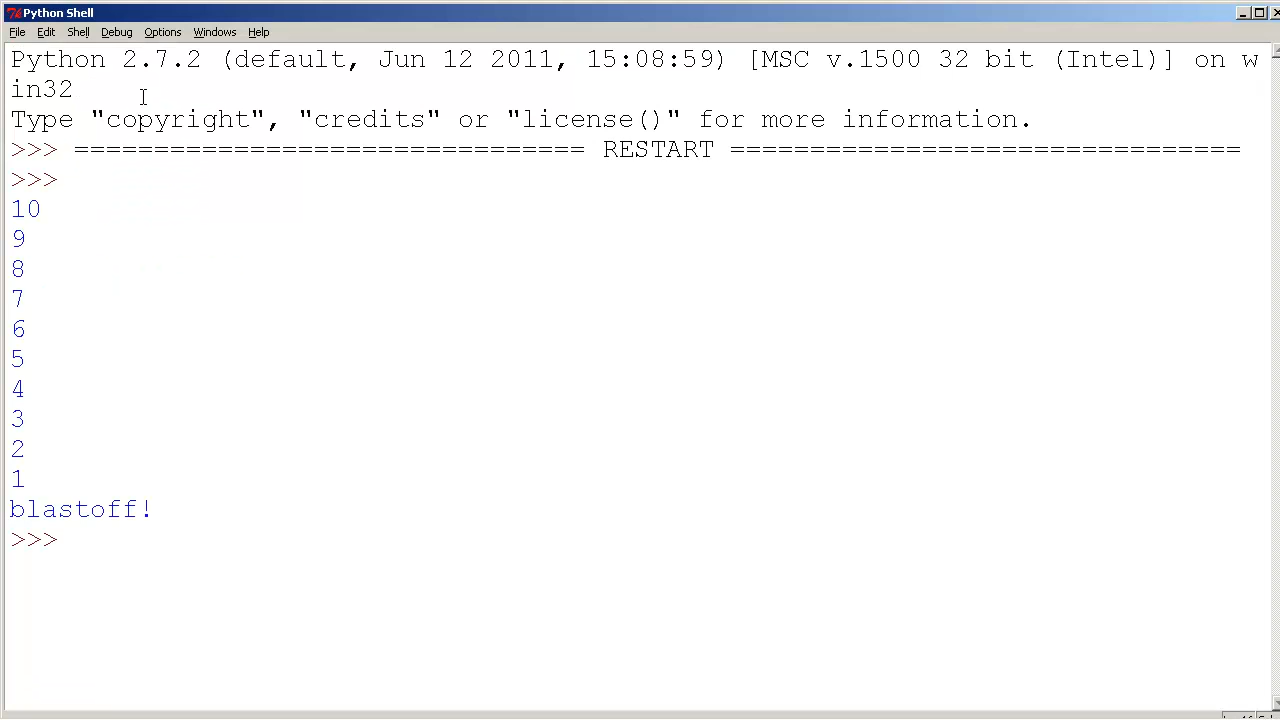 Python Shell
File Edit Shell Debug Options Windows Help
Python 2.7.2 (default, Jun 12 2011, 15:08:59) [MSC v.1500 32 bit (Intel)] on w
in32
Type "copyright", "credits" or "license()" for more information.
>>> ================================ RESTART ================================
>>>
10
9
8
7
6
5
4
3
2
1
blastoff!
>>>